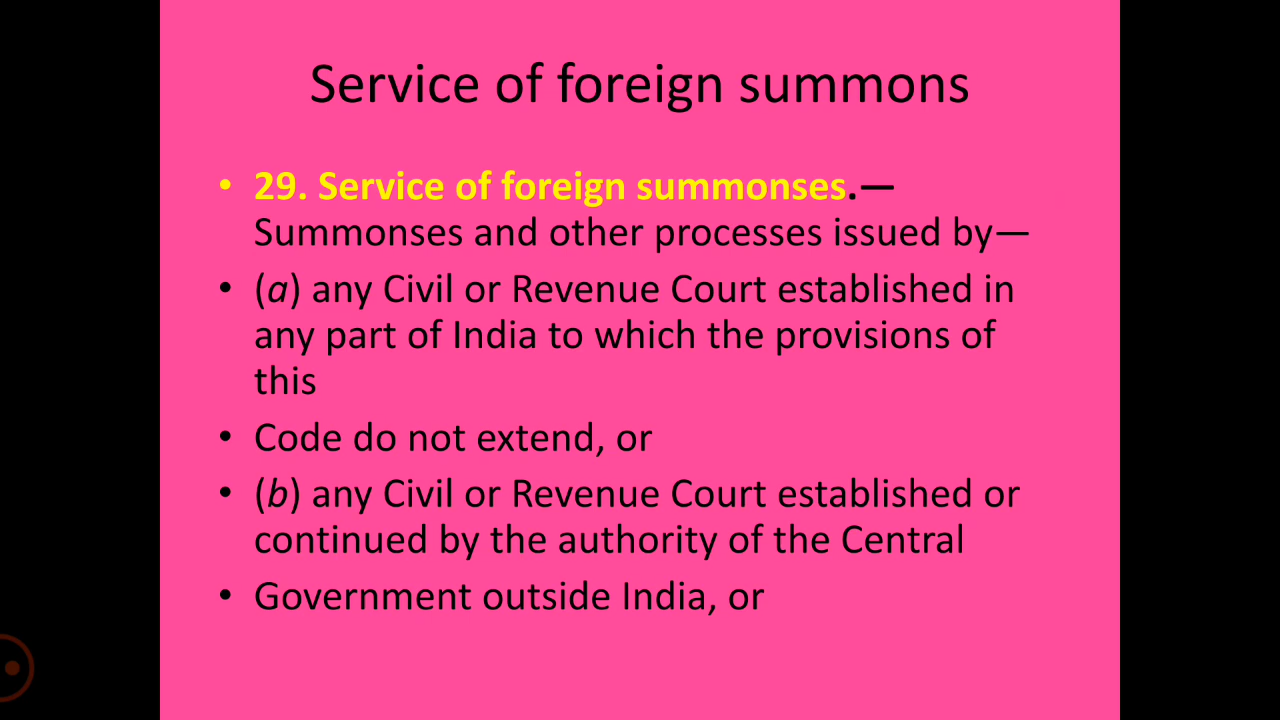 Service of foreign summons
• 29. Service of foreign summonses.—
Summonses and other processes issued by—
• (a) any Civil or Revenue Court established in
any part of India to which the provisions of
this
• Code do not extend, or
• (b) any Civil or Revenue Court established or
continued by the authority of the Central
• Government outside India, or